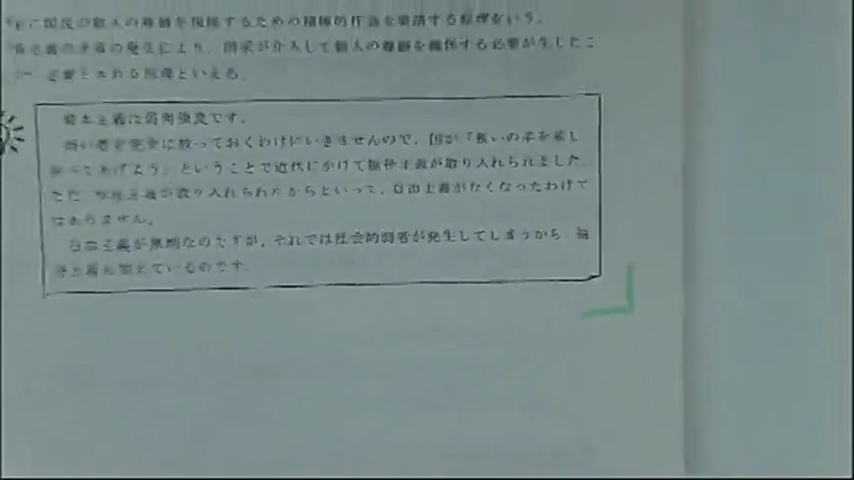 に国民の個人の尊厳を確保するための積極的行為を要請する原理をいう。
の発生により、国家が介入して個人の尊厳を確保する必要が生じたこ
必要とされる原理といえる。
資本主義は弱肉強食です。
弱い者を完全に放っておくわけにいきませんので、国が「救いの手を差し
べてあげよう」ということで近代にかけて福祉主義が取り入れられました。
ただ、福祉主義が取り入れられたからといって、自由主義がなくなったわけで
はありません。
自由主義が原則なのですが、それでは社会的弱者が発生してしまうから、福
祉主義も加えているのです。